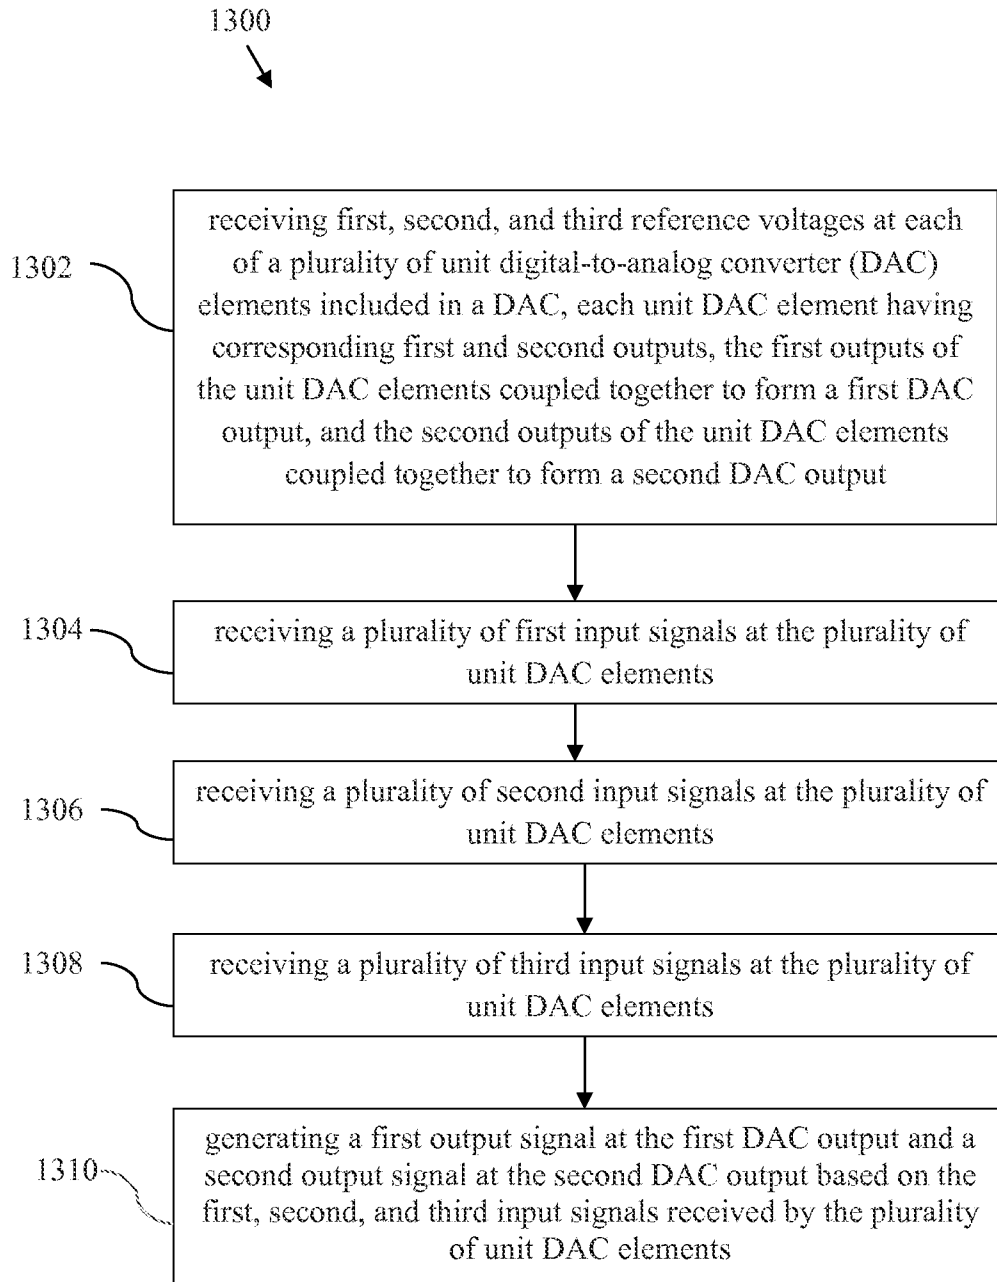 1300
1302
receiving first, second, and third reference voltages at each
of a plurality of unit digital-to-analog converter (DAC)
elements included in a DAC, each unit DAC element having
corresponding first and second outputs, the first outputs of
the unit DAC elements coupled together to form a first DAC
output, and the second outputs of the unit DAC elements
coupled together to form a second DAC output
1304
receiving a plurality of first input signals at the plurality of
unit DAC elements
1306
receiving a plurality of second input signals at the plurality of
unit DAC elements
1308
receiving a plurality of third input signals at the plurality of
unit DAC elements
1310
generating a first output signal at the first DAC output and a
second output signal at the second DAC output based on the
first, second, and third input signals received by the plurality
of unit DAC elements